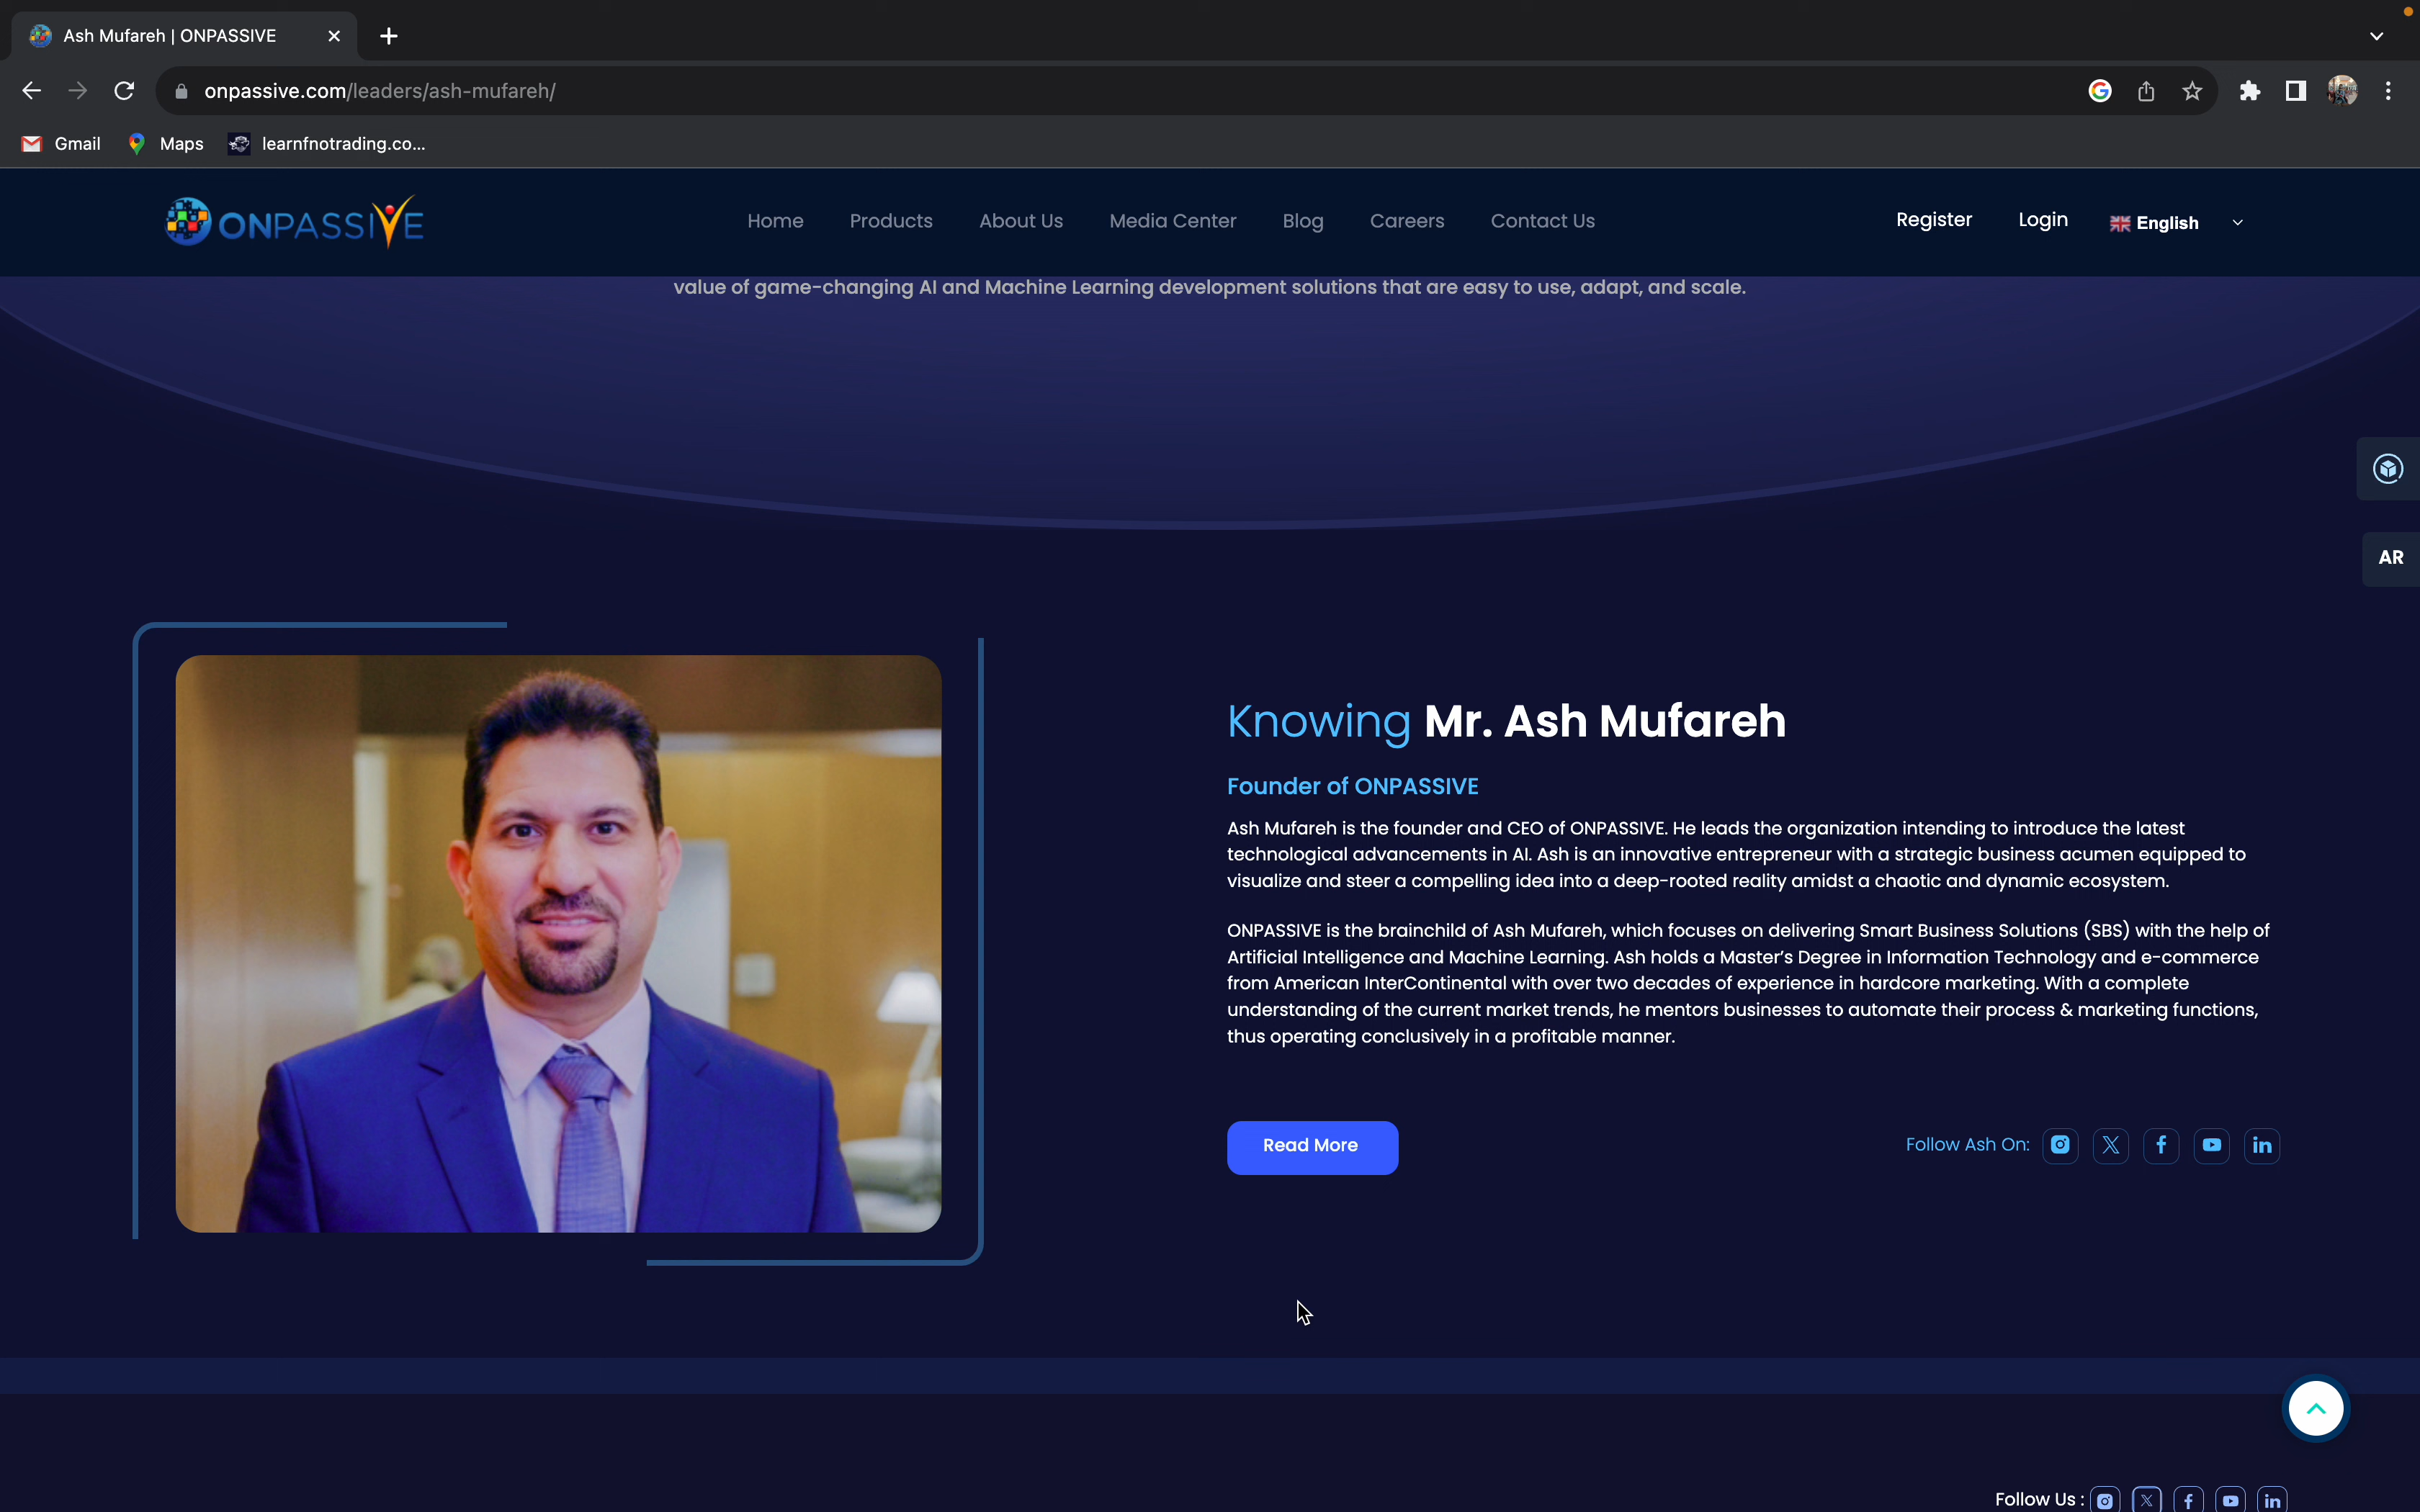 Ash Mufareh | ONPASSIVE
onpassive.com/leaders/ash-mufareh/
Gmail
Maps
learnfnotrading.co...
ONPASSIVE
Home
Products
About Us
Media Center
Blog
Careers
Contact Us
Register
Login
English
value of game-changing AI and Machine Learning development solutions that are easy to use, adapt, and scale.
AR
Knowing Mr. Ash Mufareh
Founder of ONPASSIVE
Ash Mufareh is the founder and CEO of ONPASSIVE. He leads the organization intending to introduce the latest
technological advancements in AI. Ash is an innovative entrepreneur with a strategic business acumen equipped to
visualize and steer a compelling idea into a deep-rooted reality amidst a chaotic and dynamic ecosystem.
ONPASSIVE is the brainchild of Ash Mufareh, which focuses on delivering Smart Business Solutions (SBS) with the help of
Artificial Intelligence and Machine Learning. Ash holds a Master's Degree in Information Technology and e-commerce
from American InterContinental with over two decades of experience in hardcore marketing. With a complete
understanding of the current market trends, he mentors businesses to automate their process & marketing functions,
thus operating conclusively in a profitable manner.
Read More
Follow Ash On:
Follow Us :